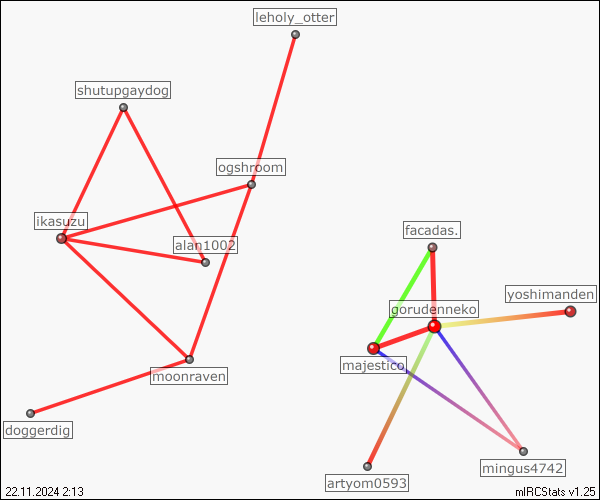 leholy_otter
shutupgaydog
ogshroom
ikasuzu
facadas.
alan1002
yoshimanden
gorudenneko
majestico
moonraven
doggerdig
mingus4742
artyom0593
22.11.2024 2:13
mIRCStats v1.25